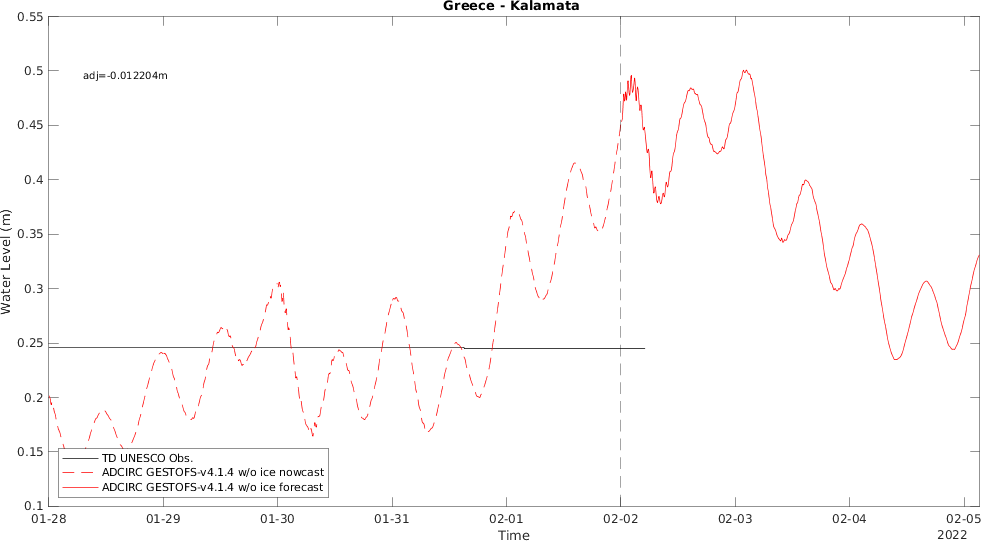 Greece - Kalamata
0.55
0.5
0.45
0.4
0.35
0.3
0.25
0.2
0.15
0.1
Water Level (m)
adj=-0.012204m
TD UNESCO Obs.
ADCIRC GESTOFS-v4.1.4 w/o ice nowcast
ADCIRC GESTOFS-v4.1.4 w/o ice forecast
01-28 01-29 01-30 01-31 02-01 02-02 02-03 02-04 02-05
Time
2022